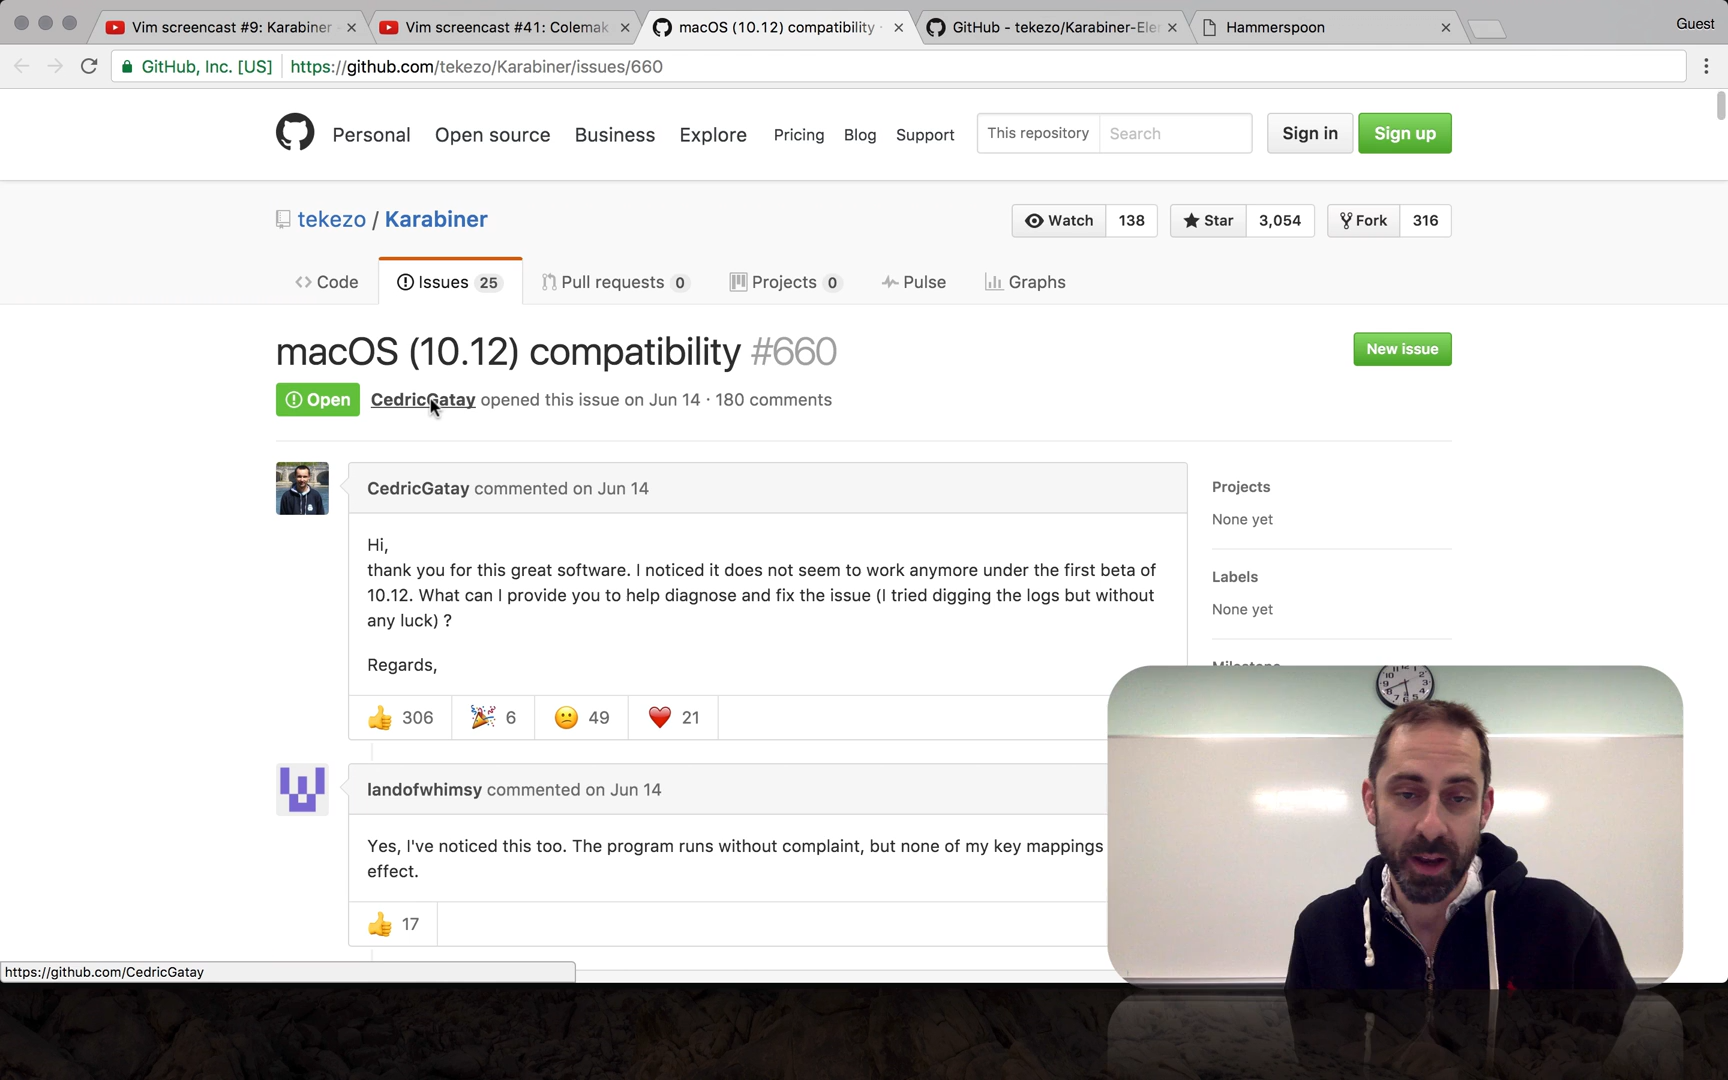 Vim screencast #9: Karabiner
Vim screencast #41: Colemak
macOS (10.12) compatibility ·
GitHub - tekezo/Karabiner-Ele
Hammerspoon
Guest
GitHub, Inc. [US]
https://github.com/tekezo/Karabiner/issues/660
Personal Open source Business Explore Pricing Blog Support
This repository Search
Sign in
Sign up
tekezo / Karabiner
Watch 138
Star 3,054
Fork 316
Code
Issues 25
Pull requests 0
Projects 0
Pulse
Graphs
macOS (10.12) compatibility #660
New issue
Open
CedricGatay opened this issue on Jun 14 · 180 comments
CedricGatay commented on Jun 14
Hi,
thank you for this great software. I noticed it does not seem to work anymore under the first beta of
10.12. What can I provide you to help diagnose and fix the issue (I tried digging the logs but without
any luck) ?
Regards,
306
6
49
21
Projects
None yet
Labels
None yet
Milestone
landofwhimsy commented on Jun 14
Yes, I've noticed this too. The program runs without complaint, but none of my key mappings
effect.
17
https://github.com/CedricGatay